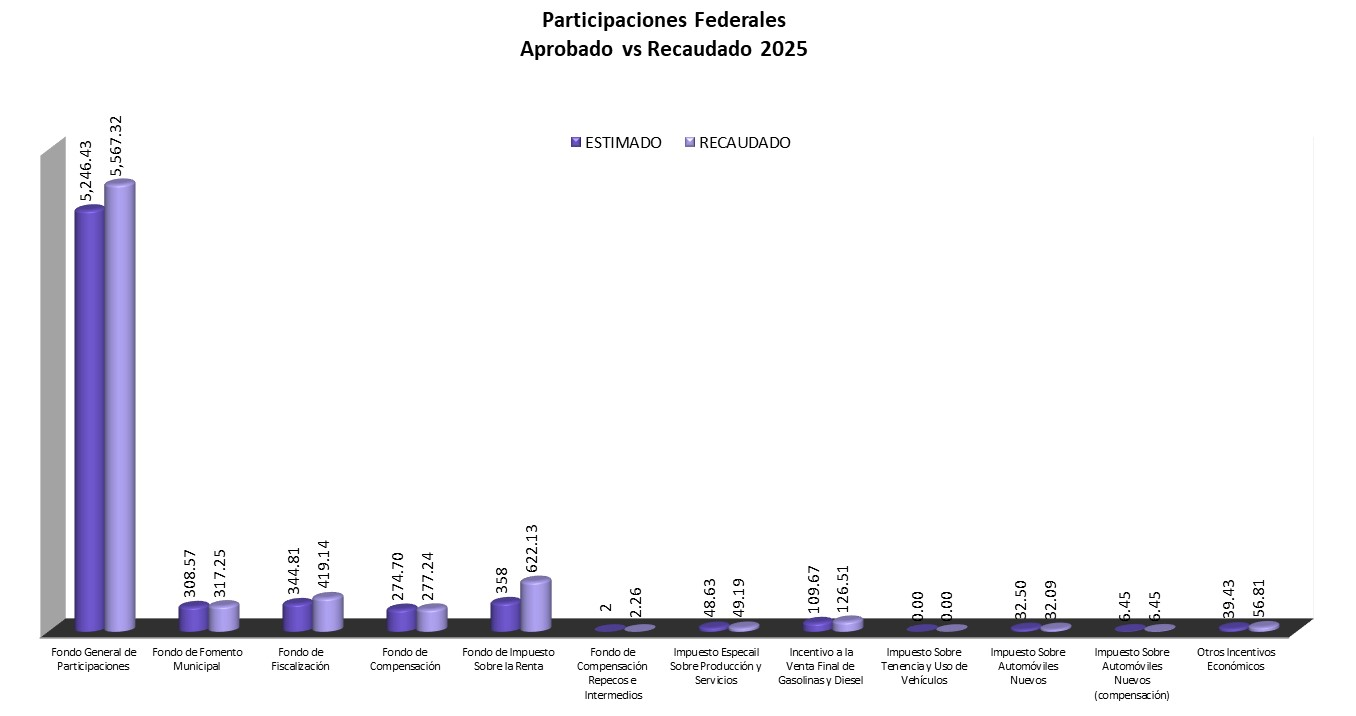 Participaciones Federales
Aprobado vs Recaudado 2025
ESTIMADO
RECAUDADO
5,246.43
5,567.32
308.57
317.25
344.81
419.14
274.70
277.24
358
622.13
2
2.26
48.63
49.19
109.67
126.51
0.00
0.00
32.50
32.09
6.45
6.45
39.43
56.81
Fondo General de
Participaciones
Fondo de Fomento
Municipal
Fondo de
Fiscalización
Fondo de
Compensación
Fondo de Impuesto
Sobre la Renta
Fondo de
Compensación
Repecos e
Intermedios
Impuesto Especail
Sobre Producción y
Servicios
Incentivo a la
Venta Final de
Gasolinas y Diesel
Impuesto Sobre
Tenencia y Uso de
Vehículos
Impuesto Sobre
Automóviles
Nuevos
Impuesto Sobre
Automóviles
Nuevos
(compensación)
Otros Incentivos
Económicos